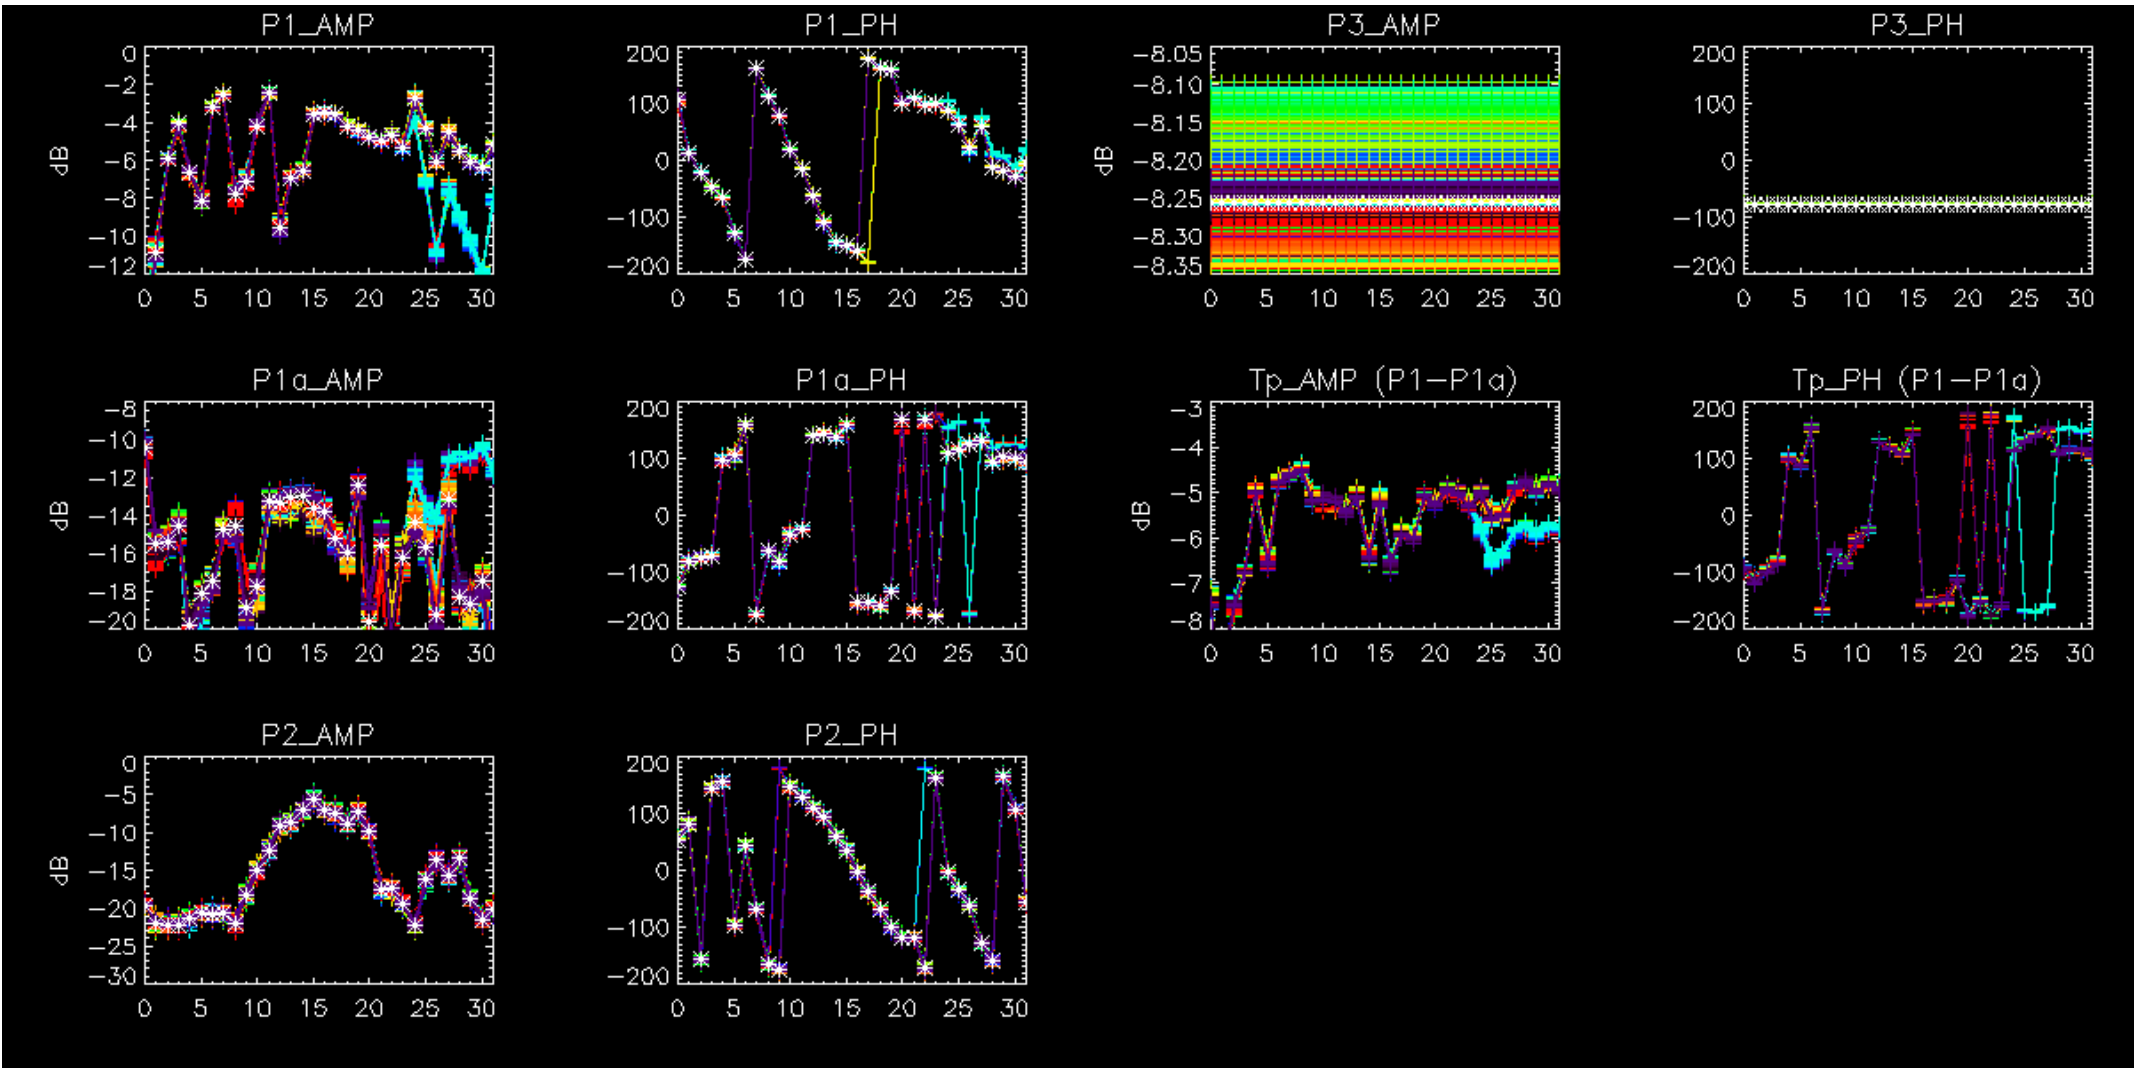 P1_AMP
P1_PH
P3_AMP
P3_PH
0
-2
-4
-6
-8
-10
-12
dB
0 5 10 15 20 25 30
200
100
0
-100
-200
0 5 10 15 20 25 30
-8.05
-8.10
-8.15
-8.20
-8.25
-8.30
-8.35
dB
0 5 10 15 20 25 30
200
100
0
-100
-200
0 5 10 15 20 25 30
P1a_AMP
P1a_PH
Tp_AMP (P1-P1a)
Tp_PH (P1-P1a)
-8
-10
-12
-14
-16
-18
-20
dB
0 5 10 15 20 25 30
200
100
0
-100
-200
0 5 10 15 20 25 30
-3
-4
-5
-6
-7
-8
dB
0 5 10 15 20 25 30
200
100
0
-100
-200
0 5 10 15 20 25 30
P2_AMP
P2_PH
0
-5
-10
-15
-20
-25
-30
dB
0 5 10 15 20 25 30
200
100
0
-100
-200
0 5 10 15 20 25 30